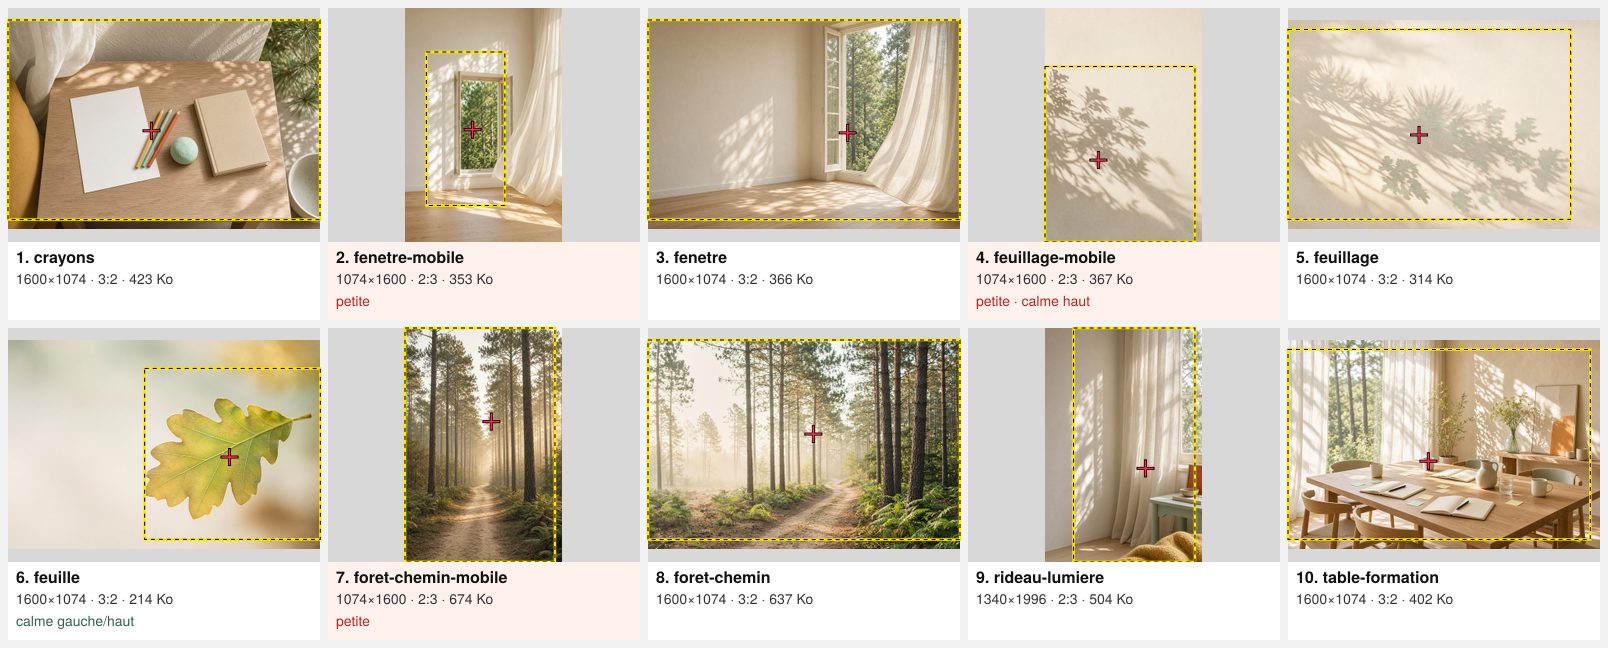 1. crayons
1600×1074 · 3:2 · 423 Ko
2. fenetre-mobile
1074×1600 · 2:3 · 353 Ko
petite
3. fenetre
1600×1074 · 3:2 · 366 Ko
4. feuillage-mobile
1074×1600 · 2:3 · 367 Ko
petite · calme haut
5. feuillage
1600×1074 · 3:2 · 314 Ko
6. feuille
1600×1074 · 3:2 · 214 Ko
calme gauche/haut
7. foret-chemin-mobile
1074×1600 · 2:3 · 674 Ko
petite
8. foret-chemin
1600×1074 · 3:2 · 637 Ko
9. rideau-lumiere
1340×1996 · 2:3 · 504 Ko
10. table-formation
1600×1074 · 3:2 · 402 Ko